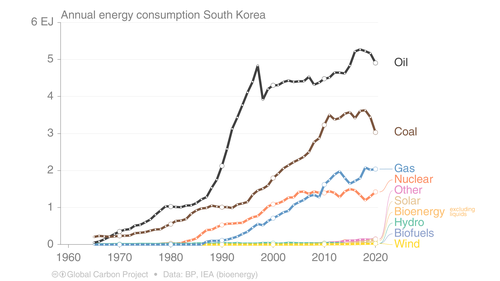 Annual energy consumption South Korea
6 EJ
5
4
3
2
1
0
1960
1970
1980
1990
2000
2010
2020
Oil
Coal
Gas
Nuclear
Other
Solar
Bioenergy excluding liquids
Hydro
Biofuels
Wind
Global Carbon Project • Data: BP, IEA (bioenergy)